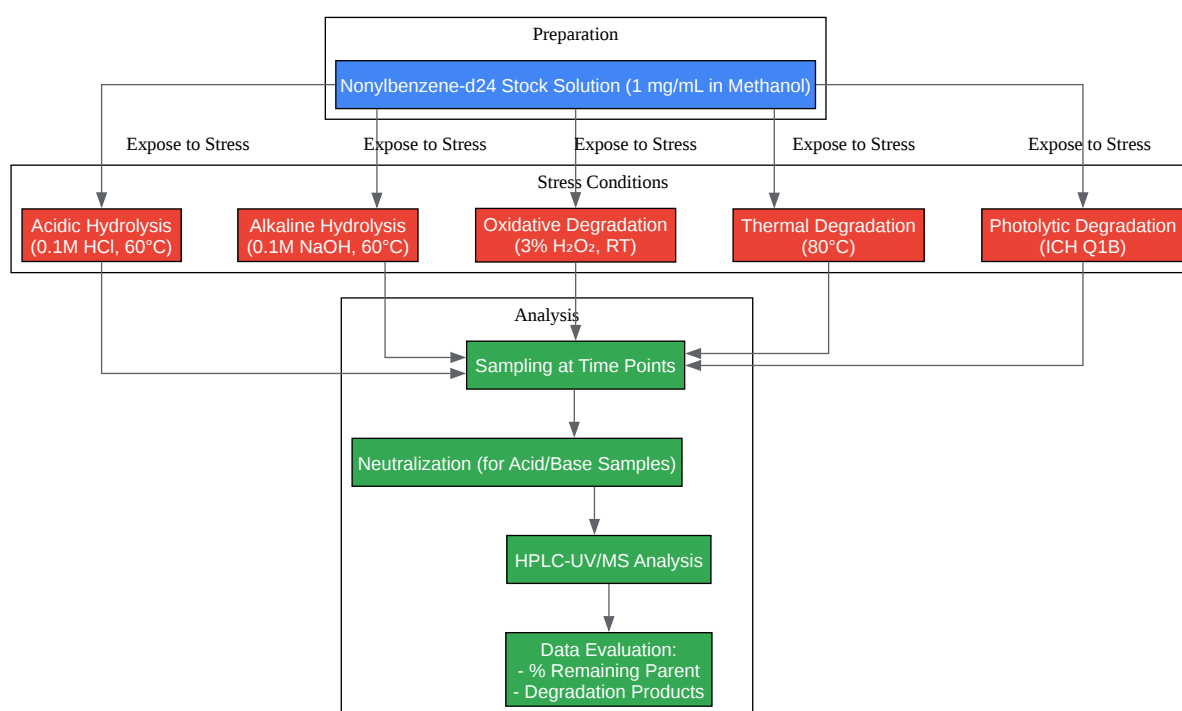 Preparation
Nonylbenzene-d24 Stock Solution (1 mg/mL in Methanol)
Expose to Stress
Expose to Stress
Expose to Stress
Expose to Stress
Expose to Stress
Stress Conditions
Acidic Hydrolysis
(0.1M HCl, 60°C)
Alkaline Hydrolysis
(0.1M NaOH, 60°C)
Oxidative Degradation
(3% H₂O₂, RT)
Thermal Degradation
(80°C)
Photolytic Degradation
(ICH Q1B)
Analysis
Sampling at Time Points
Neutralization (for Acid/Base Samples)
HPLC-UV/MS Analysis
Data Evaluation:
- % Remaining Parent
- Degradation Products